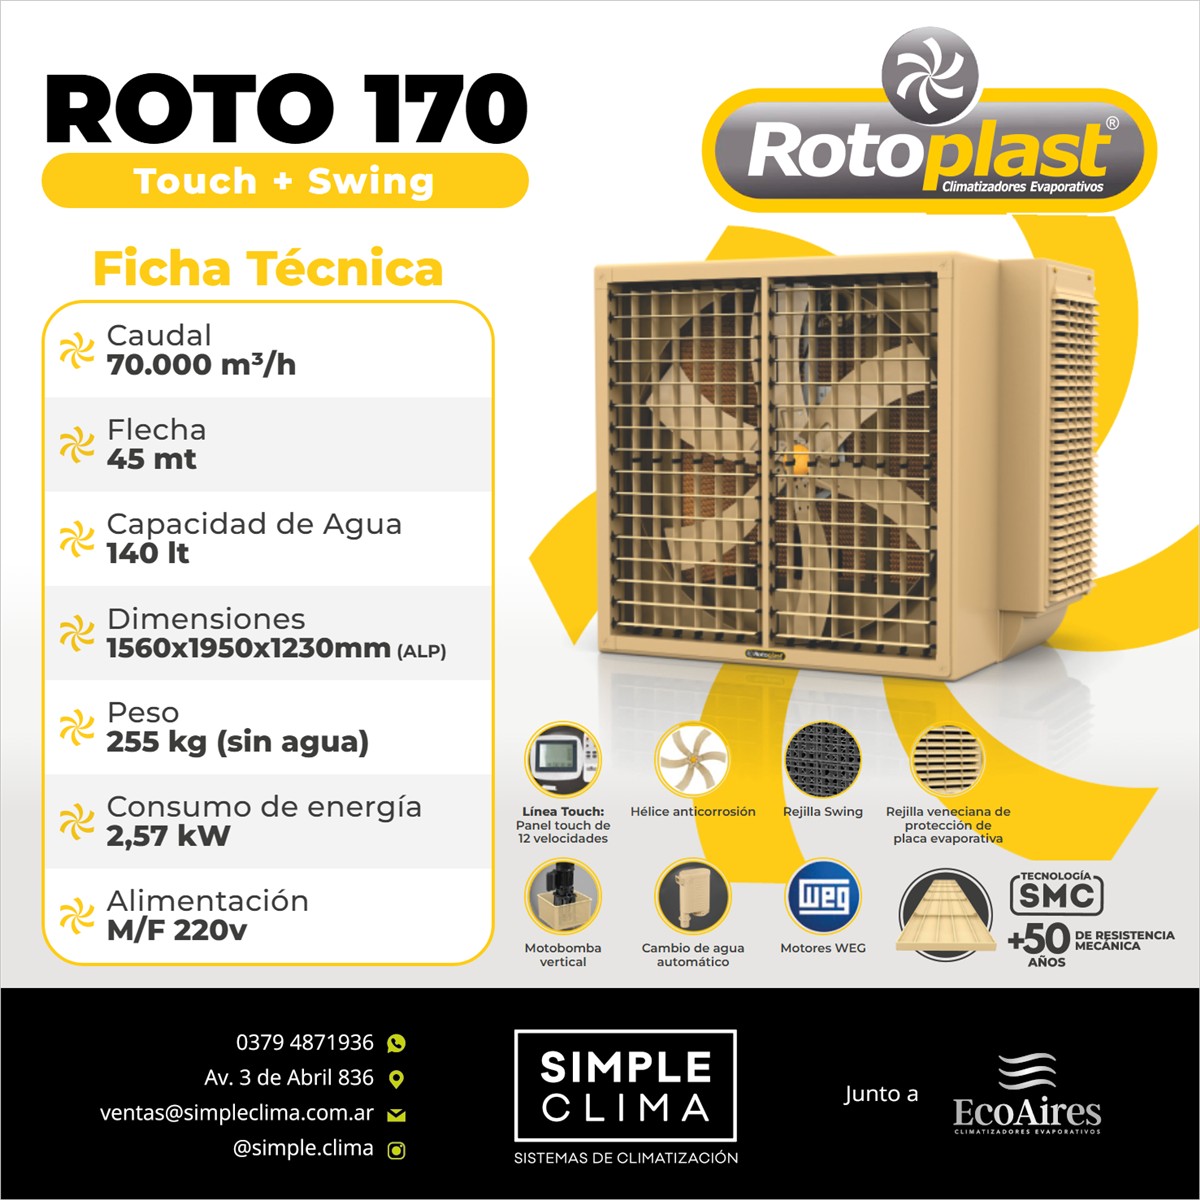 ROTO 170
Touch + Swing
Rotoplast®
Climatizadores Evaporativos
Ficha Técnica
Caudal
70.000 m³/h
Flecha
45 mt
Capacidad de Agua
140 lt
Dimensiones
1560x1950x1230mm (ALP)
Peso
255 kg (sin agua)
Consumo de energía
2,57 kW
Alimentación
M/F 220v
Rotoplast
Línea Touch:
Panel touch de
12 velocidades
Hélice anticorrosión
Rejilla Swing
Rejilla veneciana de
protección de
placa evaporativa
Motobomba
vertical
Cambio de agua
automático
WEG
Motores WEG
TECNOLOGÍA
SMC
+50
AÑOS
DE RESISTENCIA
MECÁNICA
0379 4871936
Av. 3 de Abril 836
ventas@simpleclima.com.ar
@simple.clima
SIMPLE
CLIMA
SISTEMAS DE CLIMATIZACIÓN
Junto a
EcoAires
CLIMATIZADORES EVAPORATIVOS